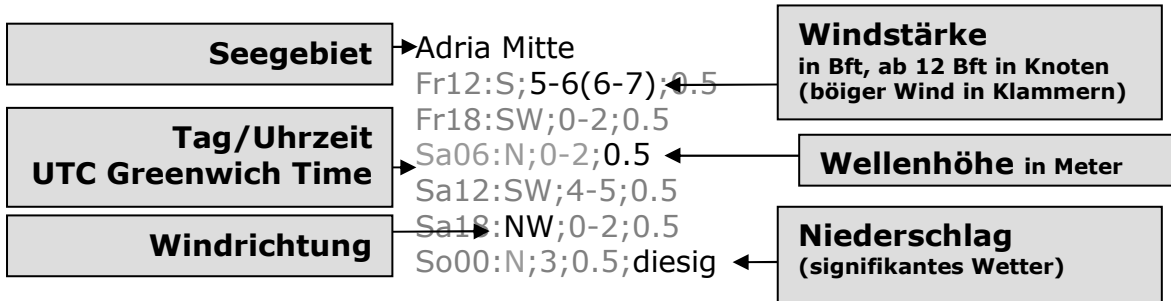 Seegebiet
Tag/Uhrzeit
UTC Greenwich Time
Windrichtung
Adria Mitte
Fr12:S;5-6(6-7);0.5
Fr18:SW;0-2;0.5
Sa06:N;0-2;0.5
Sa12:SW;4-5;0.5
Sa18:NW;0-2;0.5
So00:N;3;0.5;diesig
Windstärke
in Bft, ab 12 Bft in Knoten
(böiger Wind in Klammern)
Wellenhöhe in Meter
Niederschlag
(signifikantes Wetter)